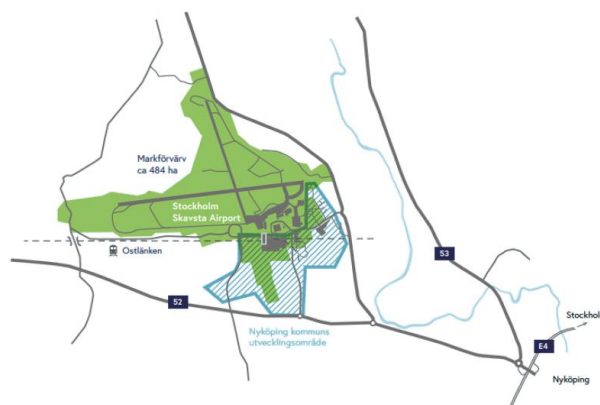 Markförvärv
ca 484 ha
Stockholm
Skavsta Airport
Ostlänken
53
52
Nyköping kommuns
utvecklingsområde
Stockhol
E4
Nyköping